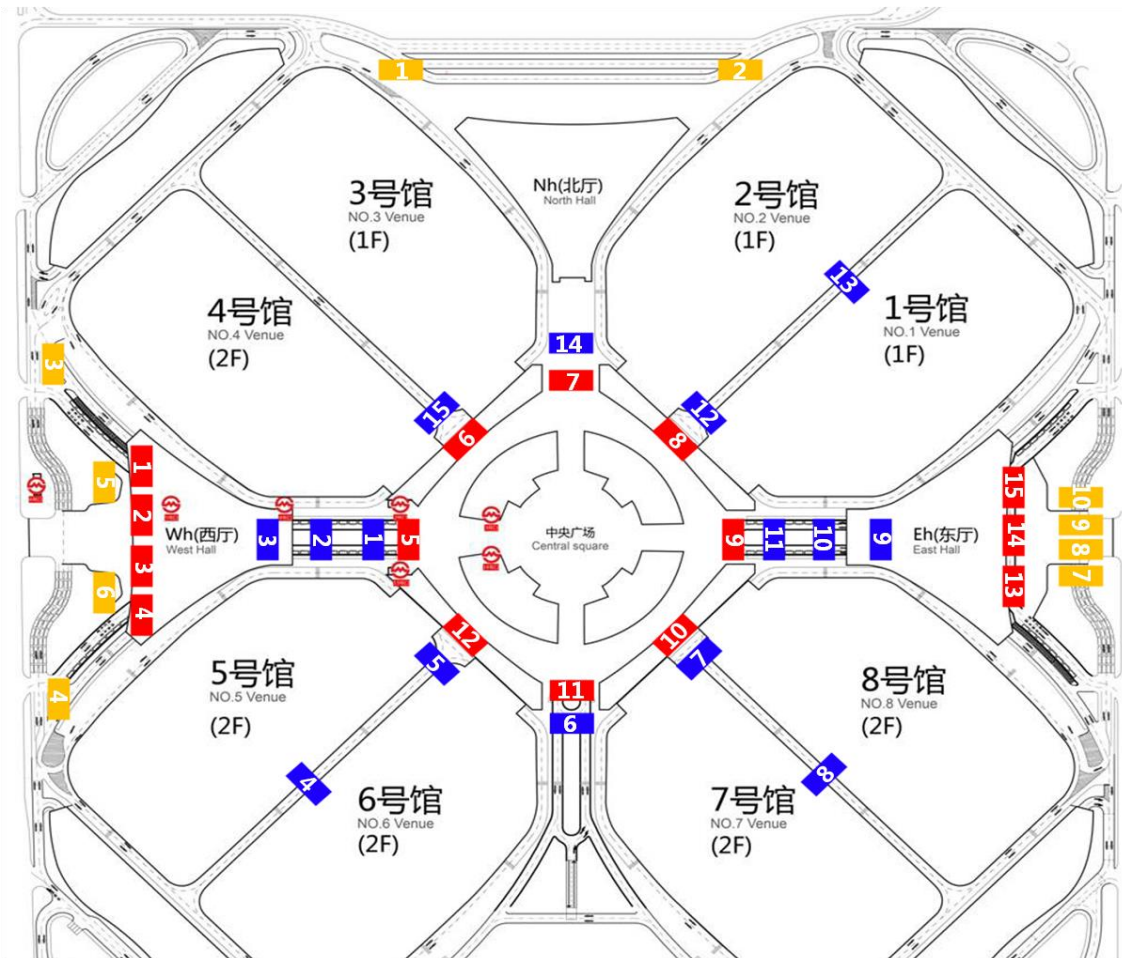 1
2
3号馆
NO.3 Venue
(1F)
Nh(北厅)
North Hall
2号馆
NO.2 Venue
(1F)
13
4号馆
NO.4 Venue
(2F)
1号馆
NO.1 Venue
(1F)
14
7
3
15
6
12
8
1
5
2
15
10
Wh(西厅)
West Hall
3
2
1
5
中央广场
Central square
9
11
10
9
Eh(东厅)
East Hall
14
9
8
3
6
4
13
7
12
5
10
7
5号馆
NO.5 Venue
(2F)
4
11
6
8号馆
NO.8 Venue
(2F)
4
8
6号馆
NO.6 Venue
(2F)
7号馆
NO.7 Venue
(2F)